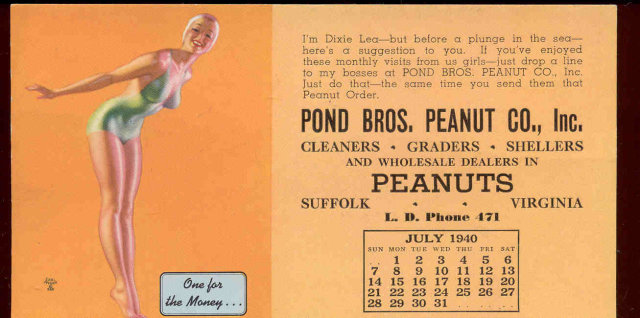 I'm Dixie Lea—but before a plunge in the sea—
here's a suggestion to you. If you've enjoyed
these monthly visits from us girls—just drop a line
to my bosses at POND BROS. PEANUT CO., Inc.
Just do that—the same time you send them that
Peanut Order.
POND BROS. PEANUT CO., Inc.
CLEANERS • GRADERS • SHELLERS
AND WHOLESALE DEALERS IN
PEANUTS
SUFFOLK • • VIRGINIA
L. D. Phone 471
JULY 1940
SUN MON TUE WED THU FRI SAT
. . 1 2 3 4 5 6
7 8 9 10 11 12 13
14 15 16 17 18 19 20
21 22 23 24 25 26 27
28 29 30 31 . . . .
One for
the Money . . .